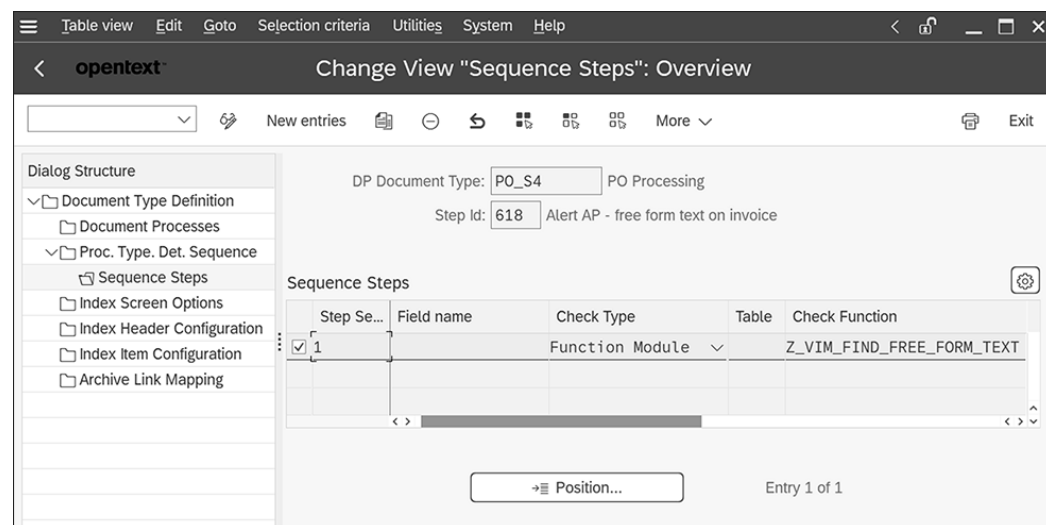 Table view Edit Goto Selection criteria Utilities System Help
opentext™ Change View "Sequence Steps": Overview
New entries More Exit
Dialog Structure
Document Type Definition
Document Processes
Proc. Type. Det. Sequence
Sequence Steps
Index Screen Options
Index Header Configuration
Index Item Configuration
Archive Link Mapping
DP Document Type: PO_S4 PO Processing
Step Id: 618 Alert AP - free form text on invoice
Sequence Steps
Step Se... Field name Check Type Table Check Function
1 Function Module Z_VIM_FIND_FREE_FORM_TEXT
Position... Entry 1 of 1